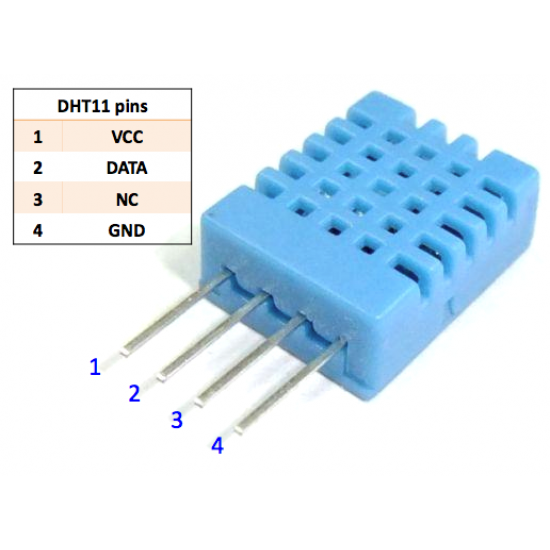 DHT11 pins
1 VCC
2 DATA
3 NC
4 GND
1
2
3
4